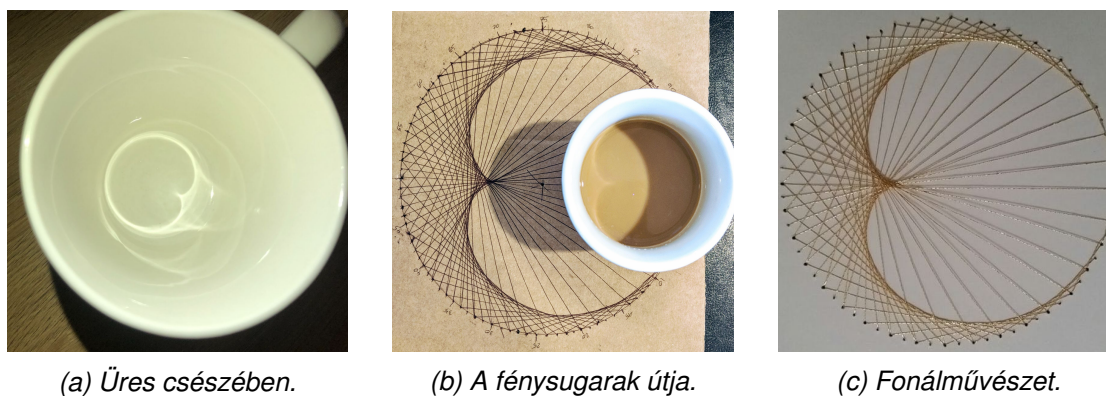 (a) Üres csészében.
(b) A fénysugarak útja.
(c) Fonálművészet.